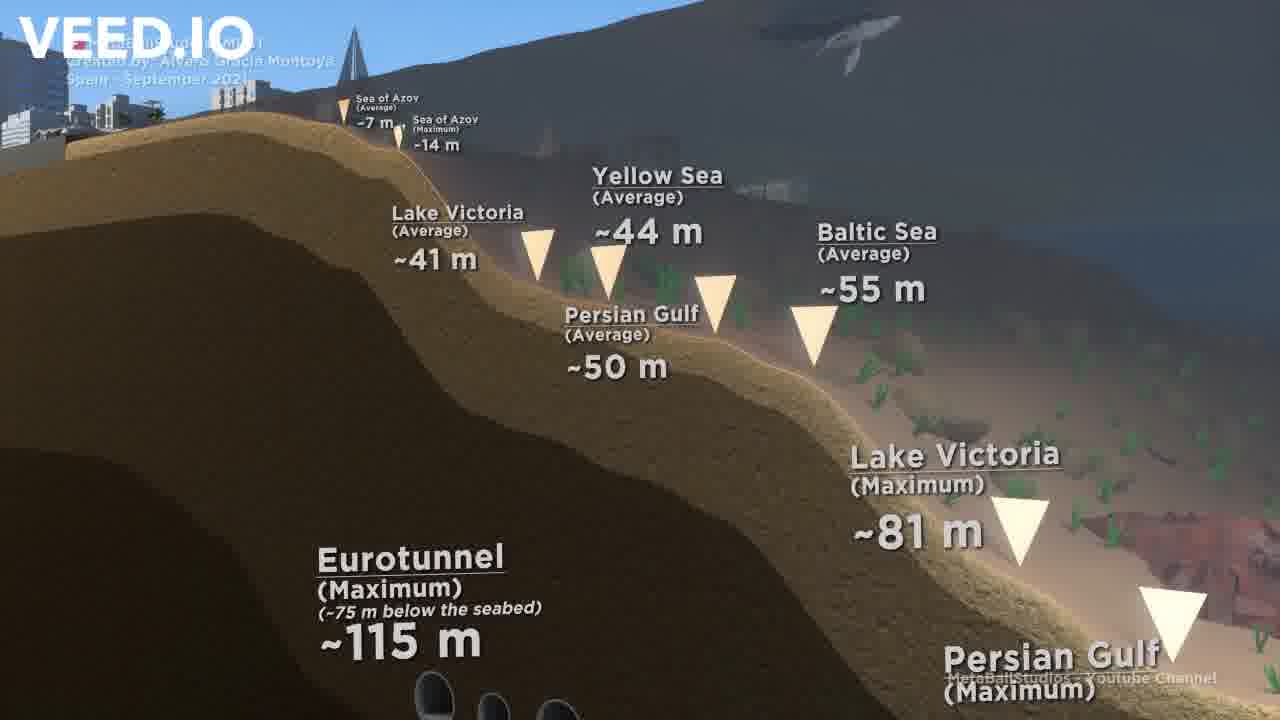 VEED.IO
Created by: Alvaro Gracia Montoya
Spain - September 2021
Sea of Azov
(Average)
~7 m
Sea of Azov
(Maximum)
~14 m
Yellow Sea
(Average)
~44 m
Lake Victoria
(Average)
~41 m
Baltic Sea
(Average)
~55 m
Persian Gulf
(Average)
~50 m
Lake Victoria
(Maximum)
~81 m
Eurotunnel
(Maximum)
(~75 m below the seabed)
~115 m
Persian Gulf
MetaBallStudios - Youtube Channel
(Maximum)